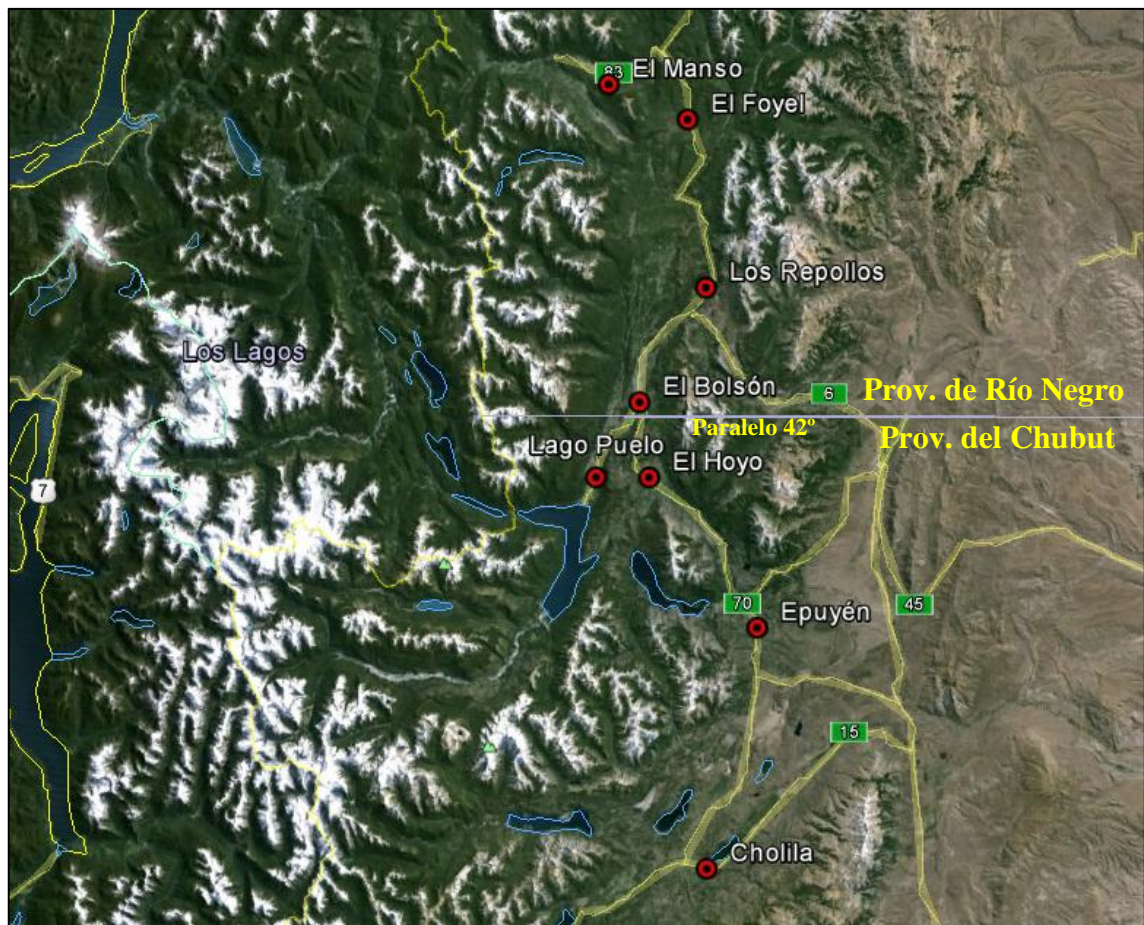 83
El Manso
El Foyel
Los Repollos
Los Lagos
El Bolsón
6
Prov. de Río Negro
Paralelo 42º
Prov. del Chubut
Lago Puelo
El Hoyo
7
70
Epuyén
45
15
Cholila